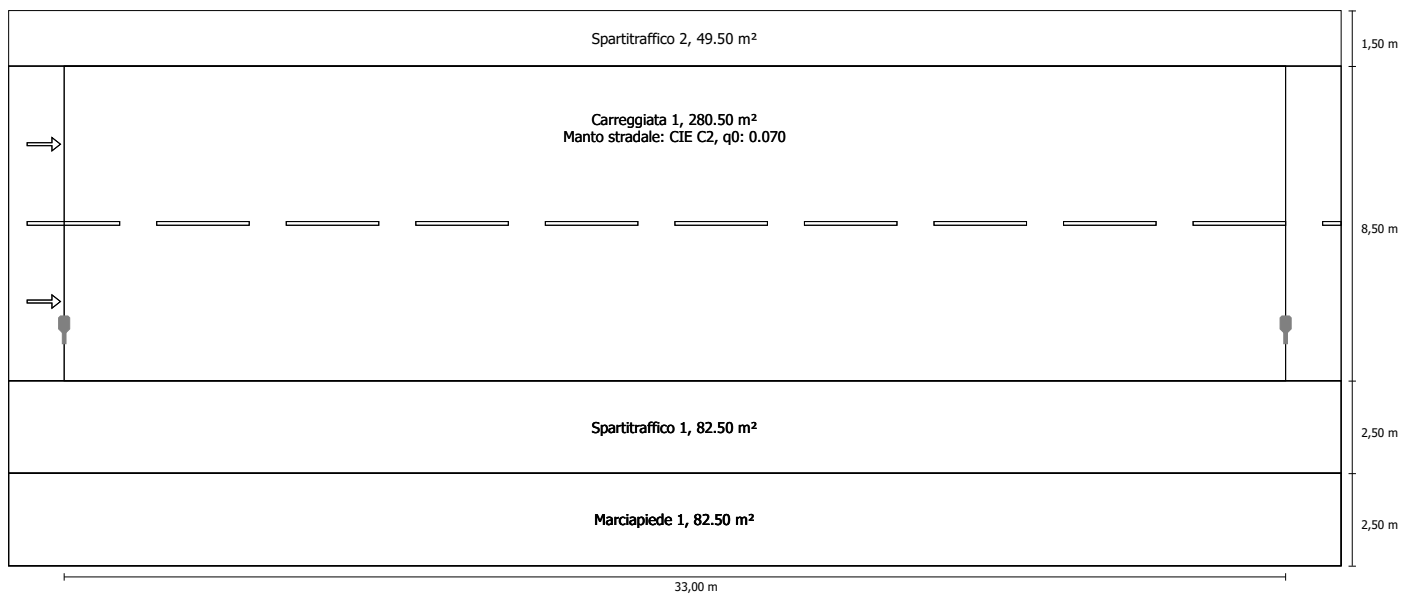 Spartitraffico 2, 49.50 m²
1,50 m
Carreggiata 1, 280.50 m²
Manto stradale: CIE C2, q0: 0.070
8,50 m
Spartitraffico 1, 82.50 m²
2,50 m
Marciapiede 1, 82.50 m²
2,50 m
33,00 m